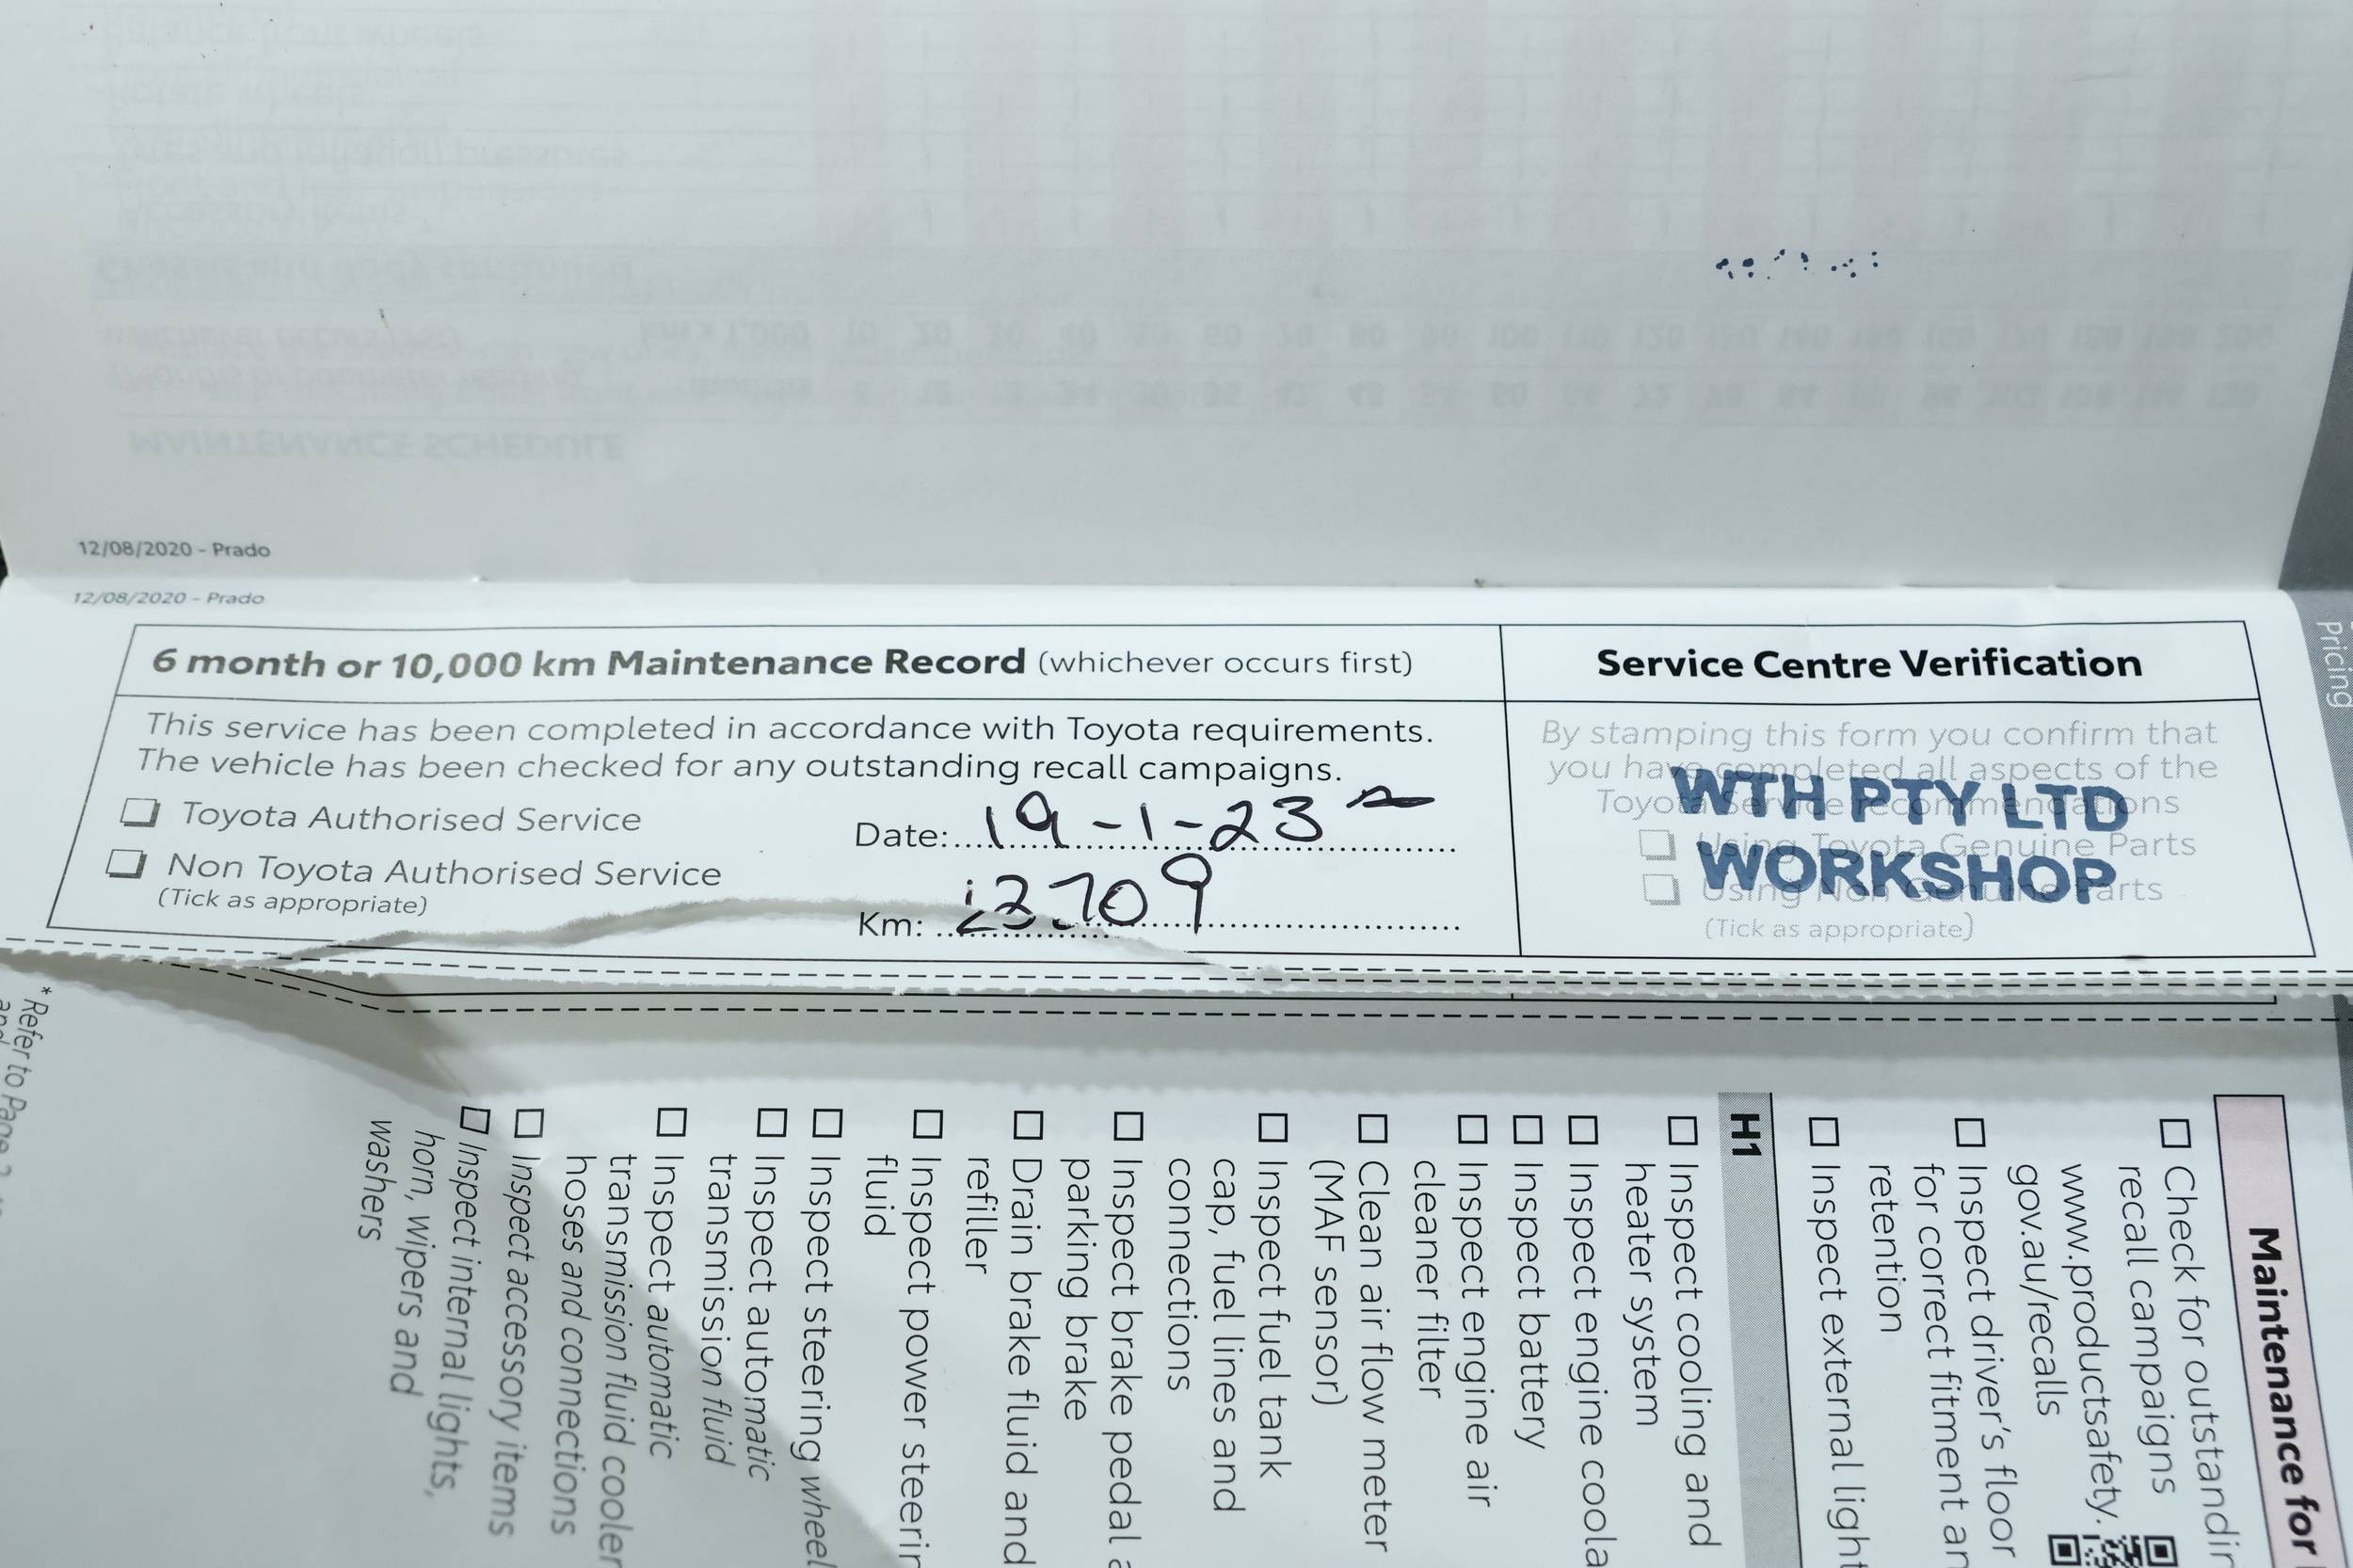 12/08/2020 - Prado
12/08/2020 - Prado
6 month or 10,000 km Maintenance Record (whichever occurs first)
This service has been completed in accordance with Toyota requirements.
The vehicle has been checked for any outstanding recall campaigns.
Toyota Authorised Service
Non Toyota Authorised Service
(Tick as appropriate)
Date: 19-1-23
Km: 709
Service Centre Verification
By stamping this form you confirm that
you have completed all aspects of the
Toyota Service recommendations
Using Toyota Genuine Parts
Using Non Genuine Parts
(Tick as appropriate)
WTH PTY LTD
WORKSHOP
Pricing
Maintenance for
Check for outstandin
recall campaigns
www.productsafety.
gov.au/recalls
Inspect driver's floor
for correct fitment an
retention
Inspect external light
H1
Inspect cooling and
heater system
Inspect engine coola
Inspect battery
Inspect engine air
cleaner filter
Clean air flow meter
(MAF sensor)
Inspect fuel tank
cap, fuel lines and
connections
Inspect brake pedal a
parking brake
Drain brake fluid and
refiller
Inspect power steerin
fluid
Inspect steering wheel
Inspect automatic
transmission fluid
Inspect automatic
transmission fluid cooler
hoses and connections
Inspect accessory items
Inspect internal lights,
horn, wipers and
washers
* Refer to Page
MAINTENANCE SCHEDULE